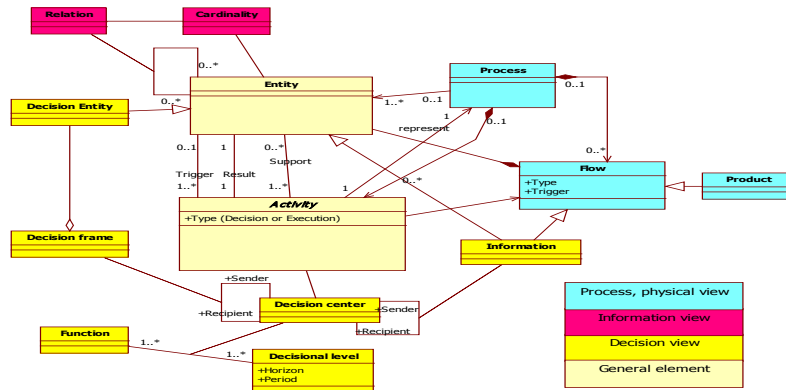 Relation
Cardinality
0..*
Entity
Process
0..1
0..*
Decision Entity
0..*
1..*
0..1
1
0..1
represent
0..1
1
0..*
Support
0..*
Trigger
Result
1..*
1
1..*
1
0..*
Flow
+Type
+Trigger
Product
Activity
+Type (Decision or Execution)
Decision frame
Information
+Sender
+Recipient
Decision center
+Sender
+Recipient
Function
1..*
1..*
Decisional level
+Horizon
+Period
Process, physical view
Information view
Decision view
General element